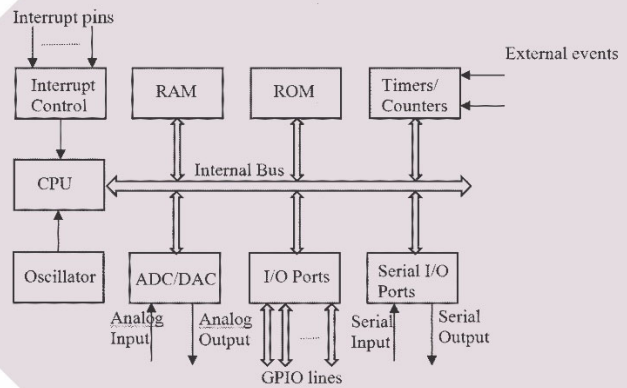 Interrupt pins
External events
Interrupt
Control
RAM
ROM
Timers/
Counters
Internal Bus
CPU
Oscillator
ADC/DAC
I/O Ports
Serial I/O
Ports
Analog
Input
Analog
Output
Serial
Input
Serial
Output
GPIO lines